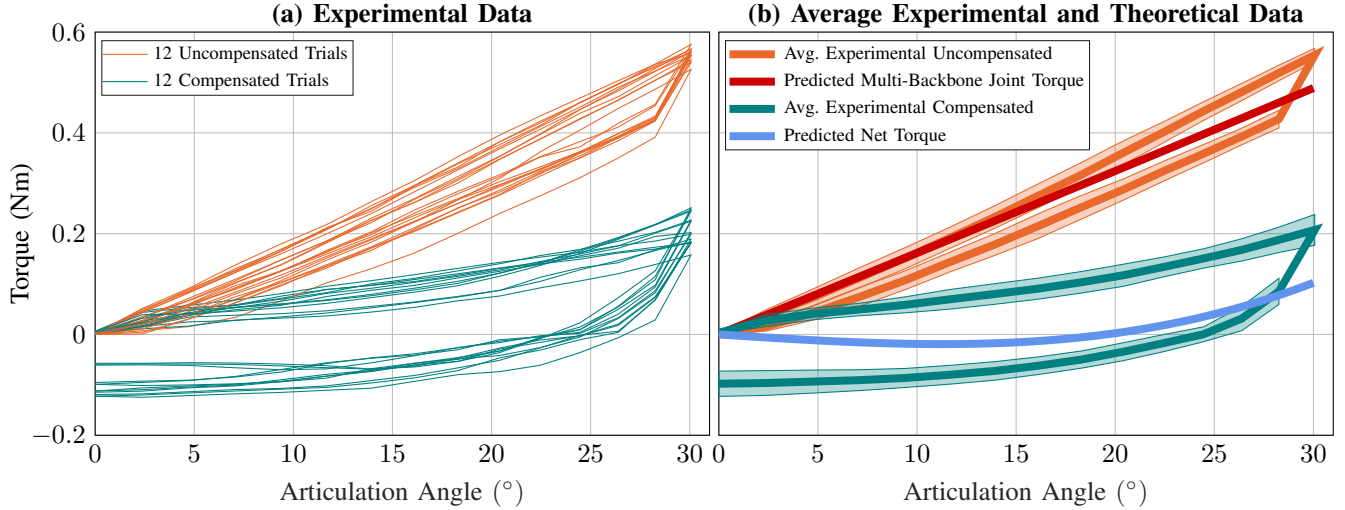 (a) Experimental Data
12 Uncompensated Trials
12 Compensated Trials
Torque (Nm)
0.6
0.4
0.2
0
−0.2
0 5 10 15 20 25 30
Articulation Angle (°)
(b) Average Experimental and Theoretical Data
Avg. Experimental Uncompensated
Predicted Multi-Backbone Joint Torque
Avg. Experimental Compensated
Predicted Net Torque
0 5 10 15 20 25 30
Articulation Angle (°)